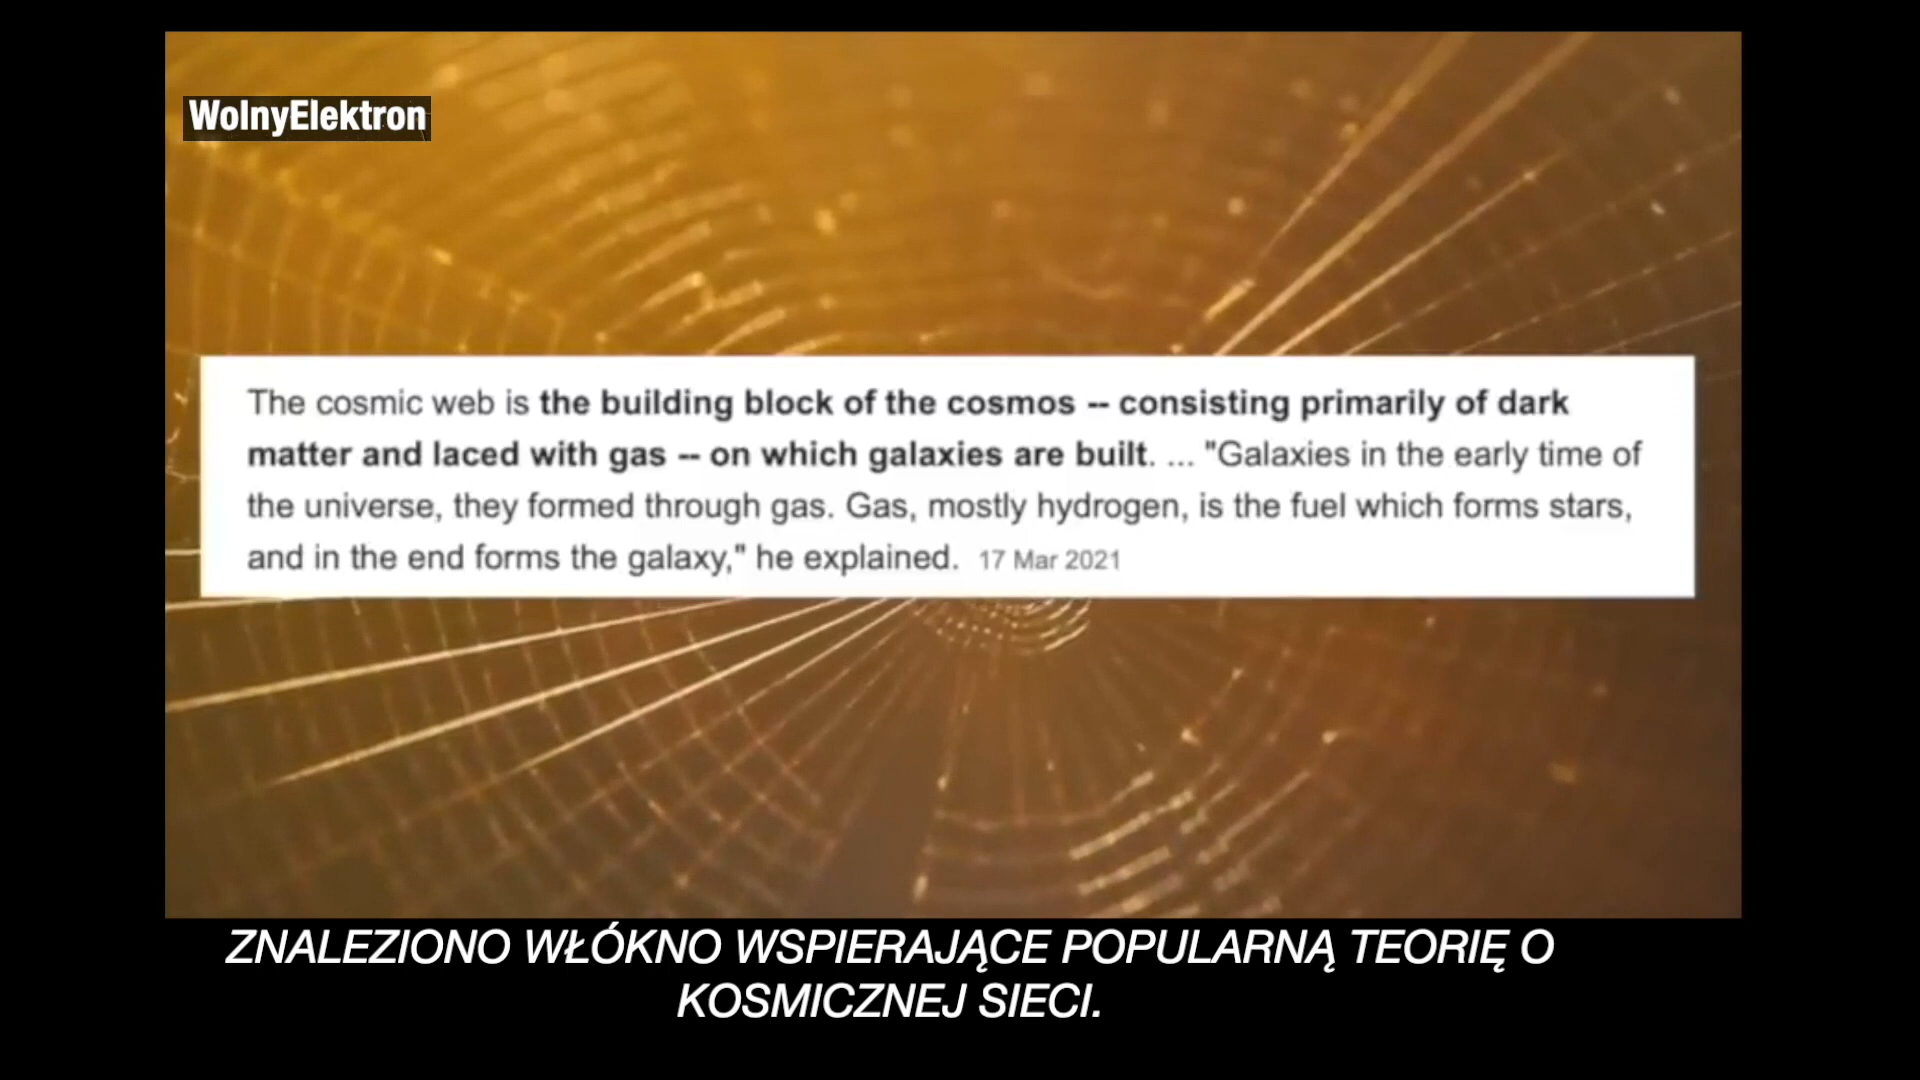 WolnyElektron
The cosmic web is the building block of the cosmos -- consisting primarily of dark
matter and laced with gas -- on which galaxies are built. ... "Galaxies in the early time of
the universe, they formed through gas. Gas, mostly hydrogen, is the fuel which forms stars,
and in the end forms the galaxy," he explained. 17 Mar 2021
ZNALEZIONO WŁÓKNO WSPIERAJĄCE POPULARNĄ TEORIĘ O
KOSMICZNEJ SIECI.